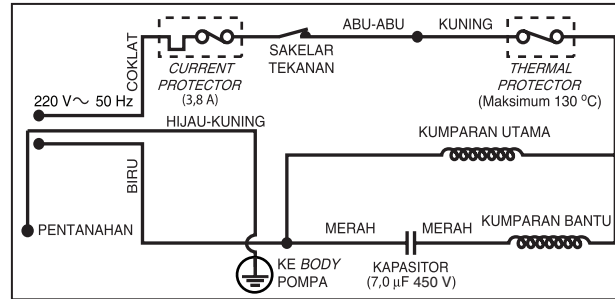 ABU-ABU
KUNING
COKLAT
CURRENT
PROTECTOR
(3,8 A)
SAKELAR
TEKANAN
THERMAL
PROTECTOR
(Maksimum 130 °C)
220 V～ 50 Hz
HIJAU-KUNING
KUMPARAN UTAMA
BIRU
PENTANAHAN
MERAH
MERAH
KUMPARAN BANTU
KE BODY
POMPA
KAPASITOR
(7,0 µF 450 V)